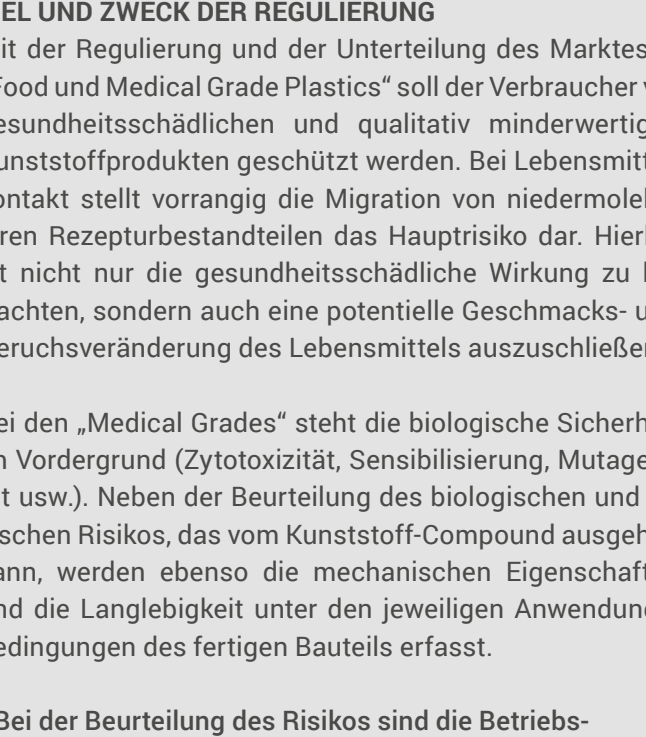 EL UND ZWECK DER REGULIERUNG
it der Regulierung und der Unterteilung des Marktes
Food und Medical Grade Plastics“ soll der Verbraucher v
esundheitsschädlichen und qualitativ minderwertig
unststoffprodukten geschützt werden. Bei Lebensmitt
ontakt stellt vorrangig die Migration von niedermolek
aren Rezepturbestandteilen das Hauptrisiko dar. Hierb
t nicht nur die gesundheitsschädliche Wirkung zu b
achten, sondern auch eine potentielle Geschmacks- u
eruchsveränderung des Lebensmittels auszuschließen
ei den „Medical Grades“ steht die biologische Sicherh
n Vordergrund (Zytotoxizität, Sensibilisierung, Mutage
t usw.). Neben der Beurteilung des biologischen und
ischen Risikos, das vom Kunststoff-Compound ausgeh
ann, werden ebenso die mechanischen Eigenschaft
nd die Langlebigkeit unter den jeweiligen Anwendun
edingungen des fertigen Bauteils erfasst.
Bei der Beurteilung des Risikos sind die Betriebs-